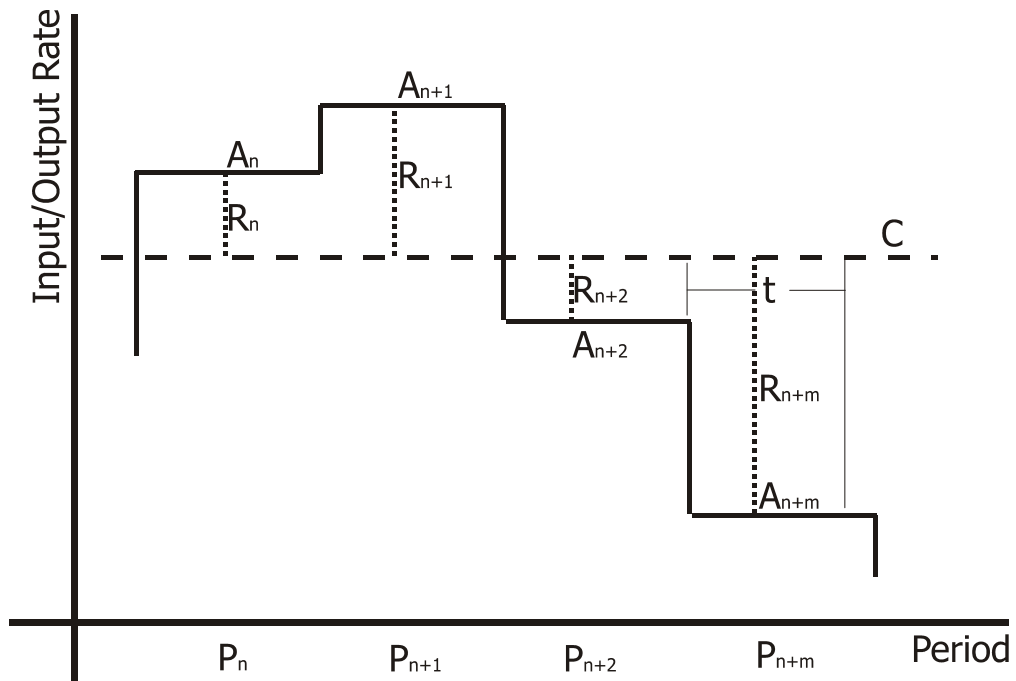 Input/Output Rate
An+1
An
Rn+1
Rn
C
Rn+2
t
An+2
Rn+m
An+m
Period
Pn
Pn+1
Pn+2
Pn+m